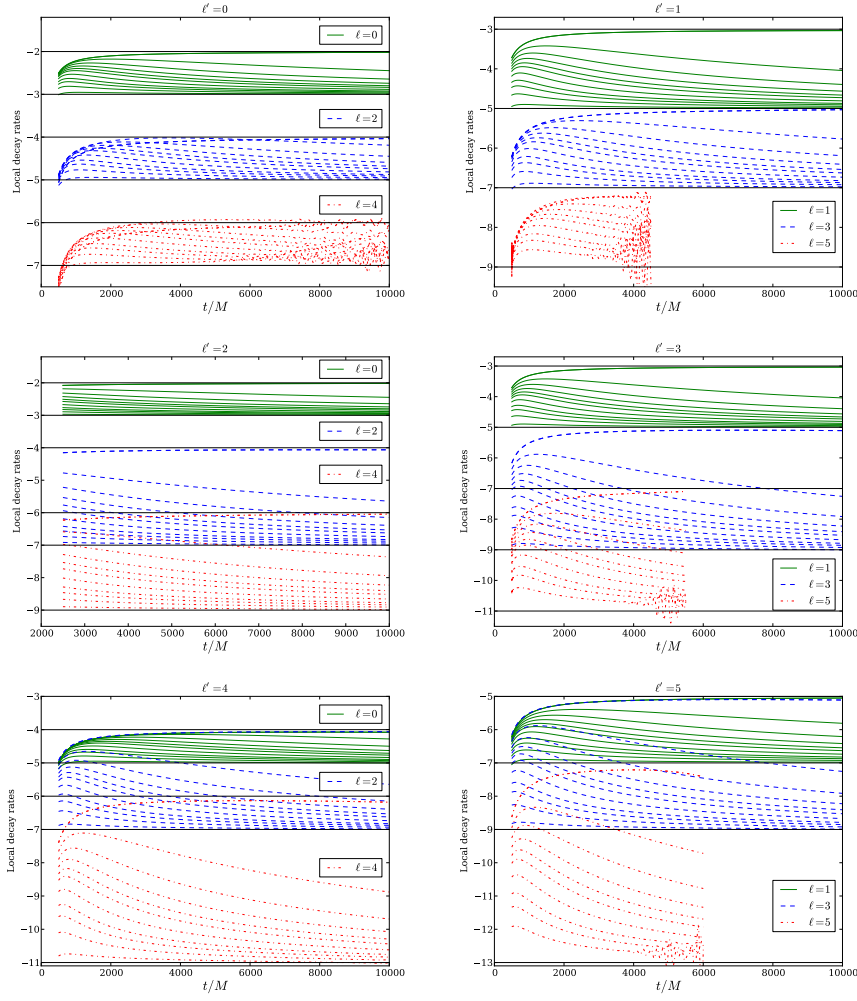 ℓ′ =0
Local decay rates
−2
−3
−4
−5
−6
−7
0 2000 4000 6000 8000 10000
t/M
ℓ=0
ℓ=2
ℓ=4
ℓ′ =1
Local decay rates
−3
−4
−5
−6
−7
−8
−9
0 2000 4000 6000 8000 10000
t/M
ℓ=1
ℓ=3
ℓ=5
ℓ′ =2
Local decay rates
−2
−3
−4
−5
−6
−7
−8
−9
2000 3000 4000 5000 6000 7000 8000 9000 10000
t/M
ℓ=0
ℓ=2
ℓ=4
ℓ′ =3
Local decay rates
−3
−4
−5
−6
−7
−8
−9
−10
−11
0 2000 4000 6000 8000 10000
t/M
ℓ=1
ℓ=3
ℓ=5
ℓ′ =4
Local decay rates
−3
−4
−5
−6
−7
−8
−9
−10
−11
0 2000 4000 6000 8000 10000
t/M
ℓ=0
ℓ=2
ℓ=4
ℓ′ =5
Local decay rates
−5
−6
−7
−8
−9
−10
−11
−12
−13
0 2000 4000 6000 8000 10000
t/M
ℓ=1
ℓ=3
ℓ=5